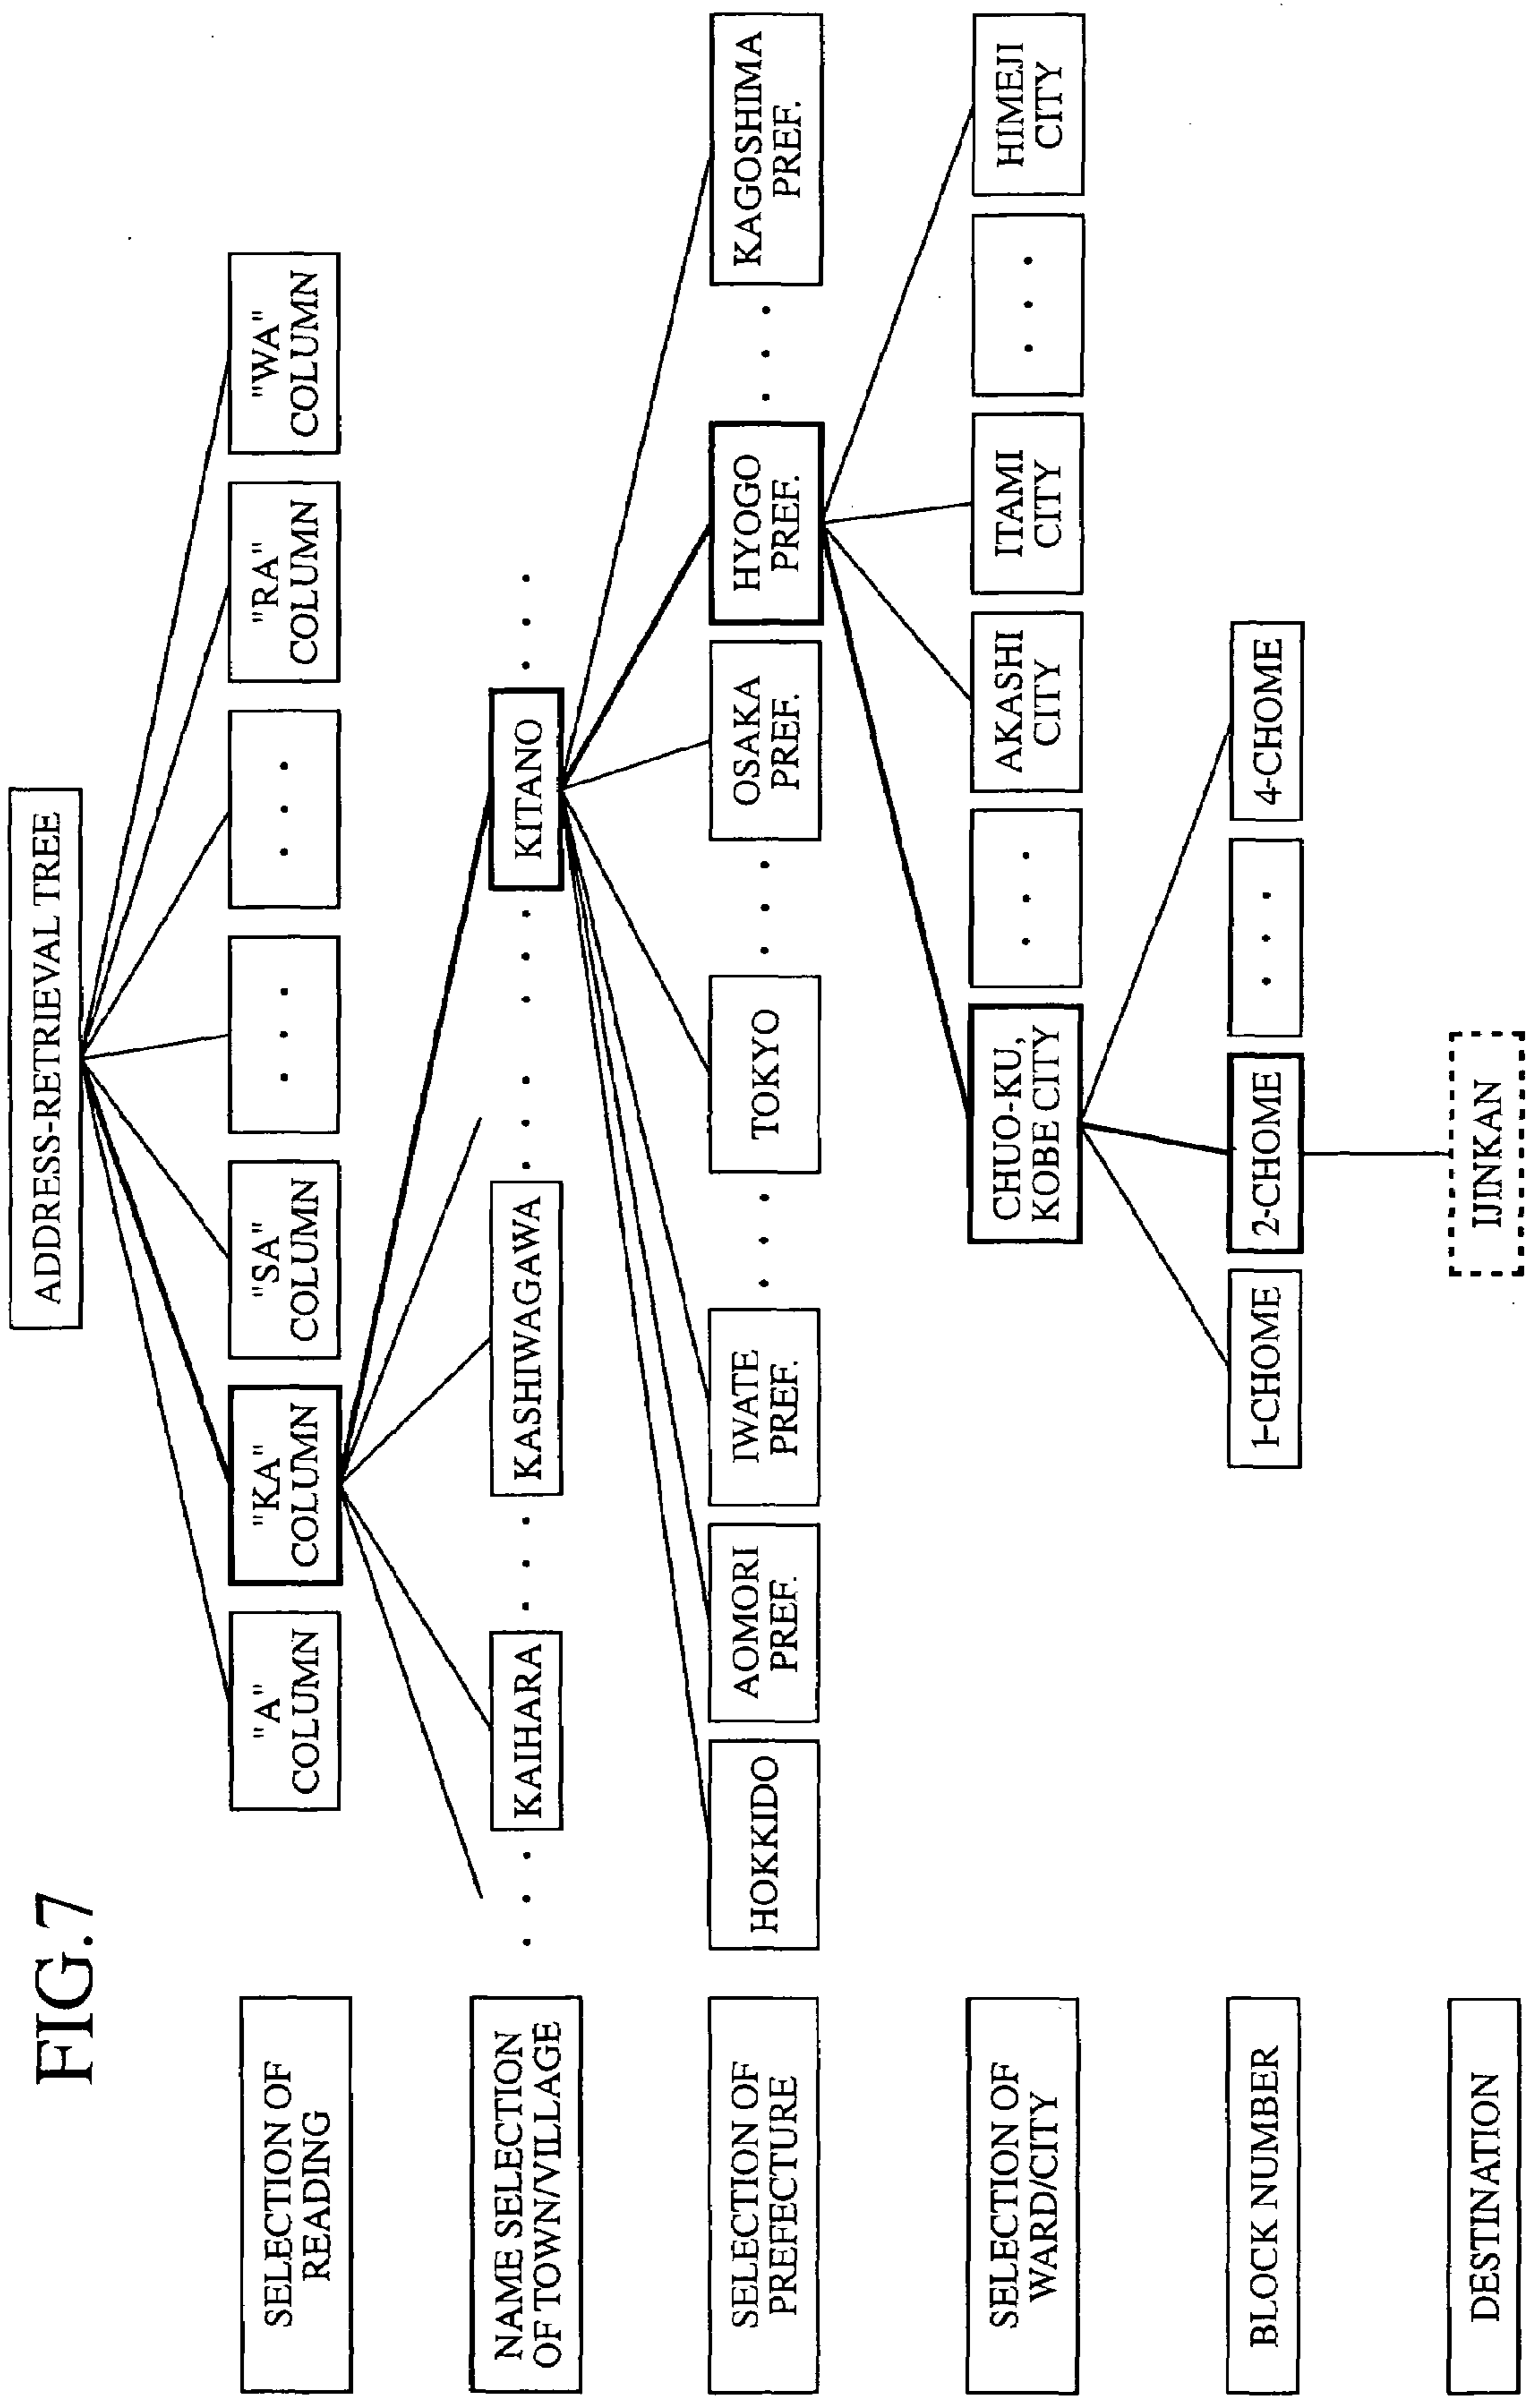 FIG.7
ADDRESS-RETRIEVAL TREE
SELECTION OF
READING
"A"
COLUMN
"KA"
COLUMN
"SA"
COLUMN
. . .
. . .
"RA"
COLUMN
"WA"
COLUMN
NAME SELECTION
OF TOWN/VILLAGE
. . .
KAIHARA
. . .
KASHIWAGAWA
. . . . . .
KITANO
. . .
SELECTION OF
PREFECTURE
HOKKIDO
AOMORI
PREF.
IWATE
PREF.
. . .
TOKYO
. . .
OSAKA
PREF.
HYOGO
PREF.
. . .
KAGOSHIMA
PREF.
SELECTION OF
WARD/CITY
CHUO-KU,
KOBE CITY
. . .
AKASHI
CITY
ITAMI
CITY
. . .
HIMEJI
CITY
BLOCK NUMBER
1-CHOME
2-CHOME
. . .
4-CHOME
DESTINATION
IJINKAN